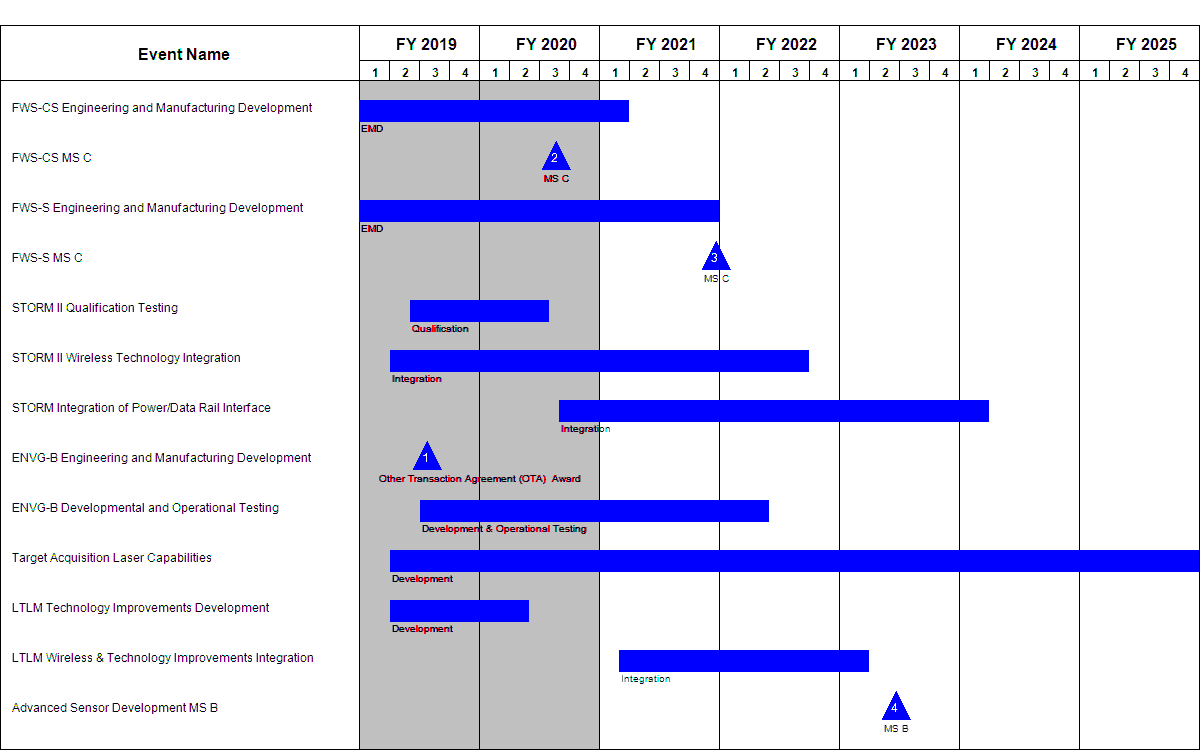 Event Name FY 2019 FY 2020 FY 2021 FY 2022 FY 2023 FY 2024 FY 2025
1 2 3 4 1 2 3 4 1 2 3 4 1 2 3 4 1 2 3 4 1 2 3 4 1 2 3 4
FWS-CS Engineering and Manufacturing Development
EMD
FWS-CS MS C
2
MS C
FWS-S Engineering and Manufacturing Development
EMD
FWS-S MS C
3
MS C
STORM II Qualification Testing
Qualification
STORM II Wireless Technology Integration
Integration
STORM Integration of Power/Data Rail Interface
Integration
ENVG-B Engineering and Manufacturing Development
1
Other Transaction Agreement (OTA) Award
ENVG-B Developmental and Operational Testing
Development & Operational Testing
Target Acquisition Laser Capabilities
Development
LTLM Technology Improvements Development
Development
LTLM Wireless & Technology Improvements Integration
Integration
Advanced Sensor Development MS B
4
MS B